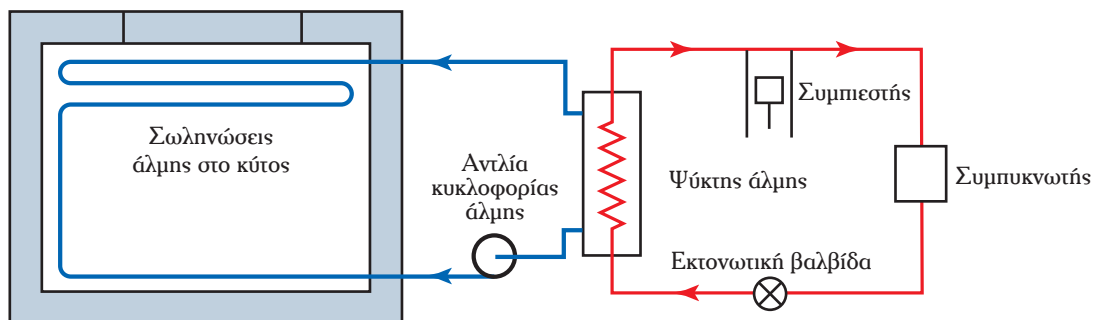 Σωληνώσεις
άλμης στο κύτος
Αντλία
κυκλοφορίας
άλμης
Συμπιεστής
Ψύκτης άλμης
Συμπυκνωτής
Εκτονωτική βαλβίδα